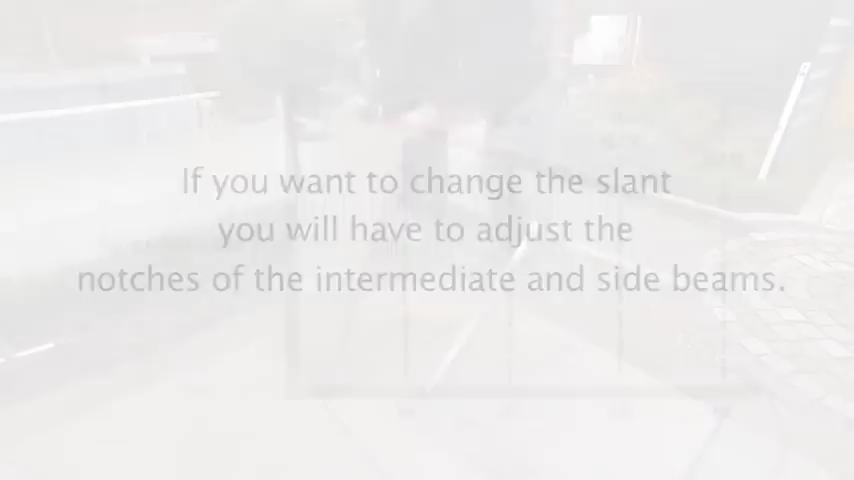 If you want to change the slant
you will have to adjust the
notches of the intermediate and side beams.